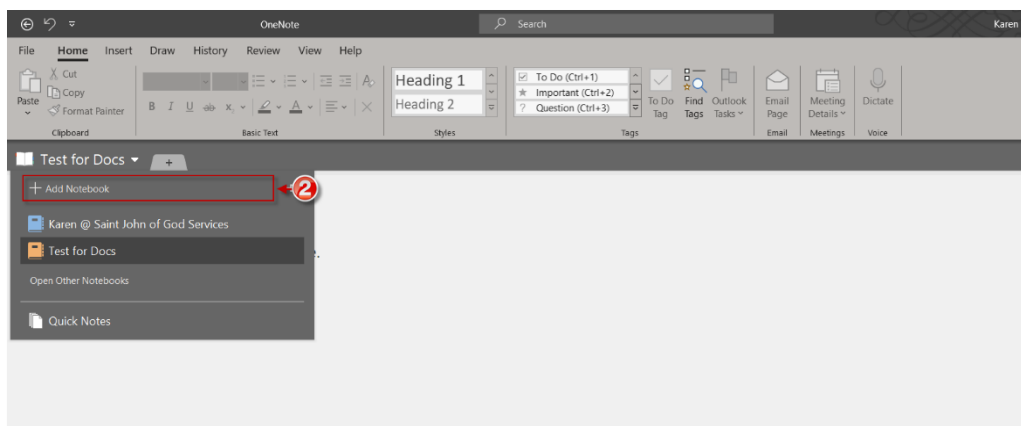 OneNote
Search
Karen
File Home Insert Draw History Review View Help
Paste
Cut
Copy
Format Painter
Clipboard
B I U ab x A
Basic Text
Heading 1
Heading 2
Styles
To Do (Ctrl+1)
★ Important (Ctrl+2)
? Question (Ctrl+3)
To Do Tag
Find Tags
Outlook Tasks
Tags
Email Page
Email
Meeting Details
Meetings
Dictate
Voice
Test for Docs +
+ Add Notebook
2
Karen @ Saint John of God Services
Test for Docs
Open Other Notebooks
Quick Notes